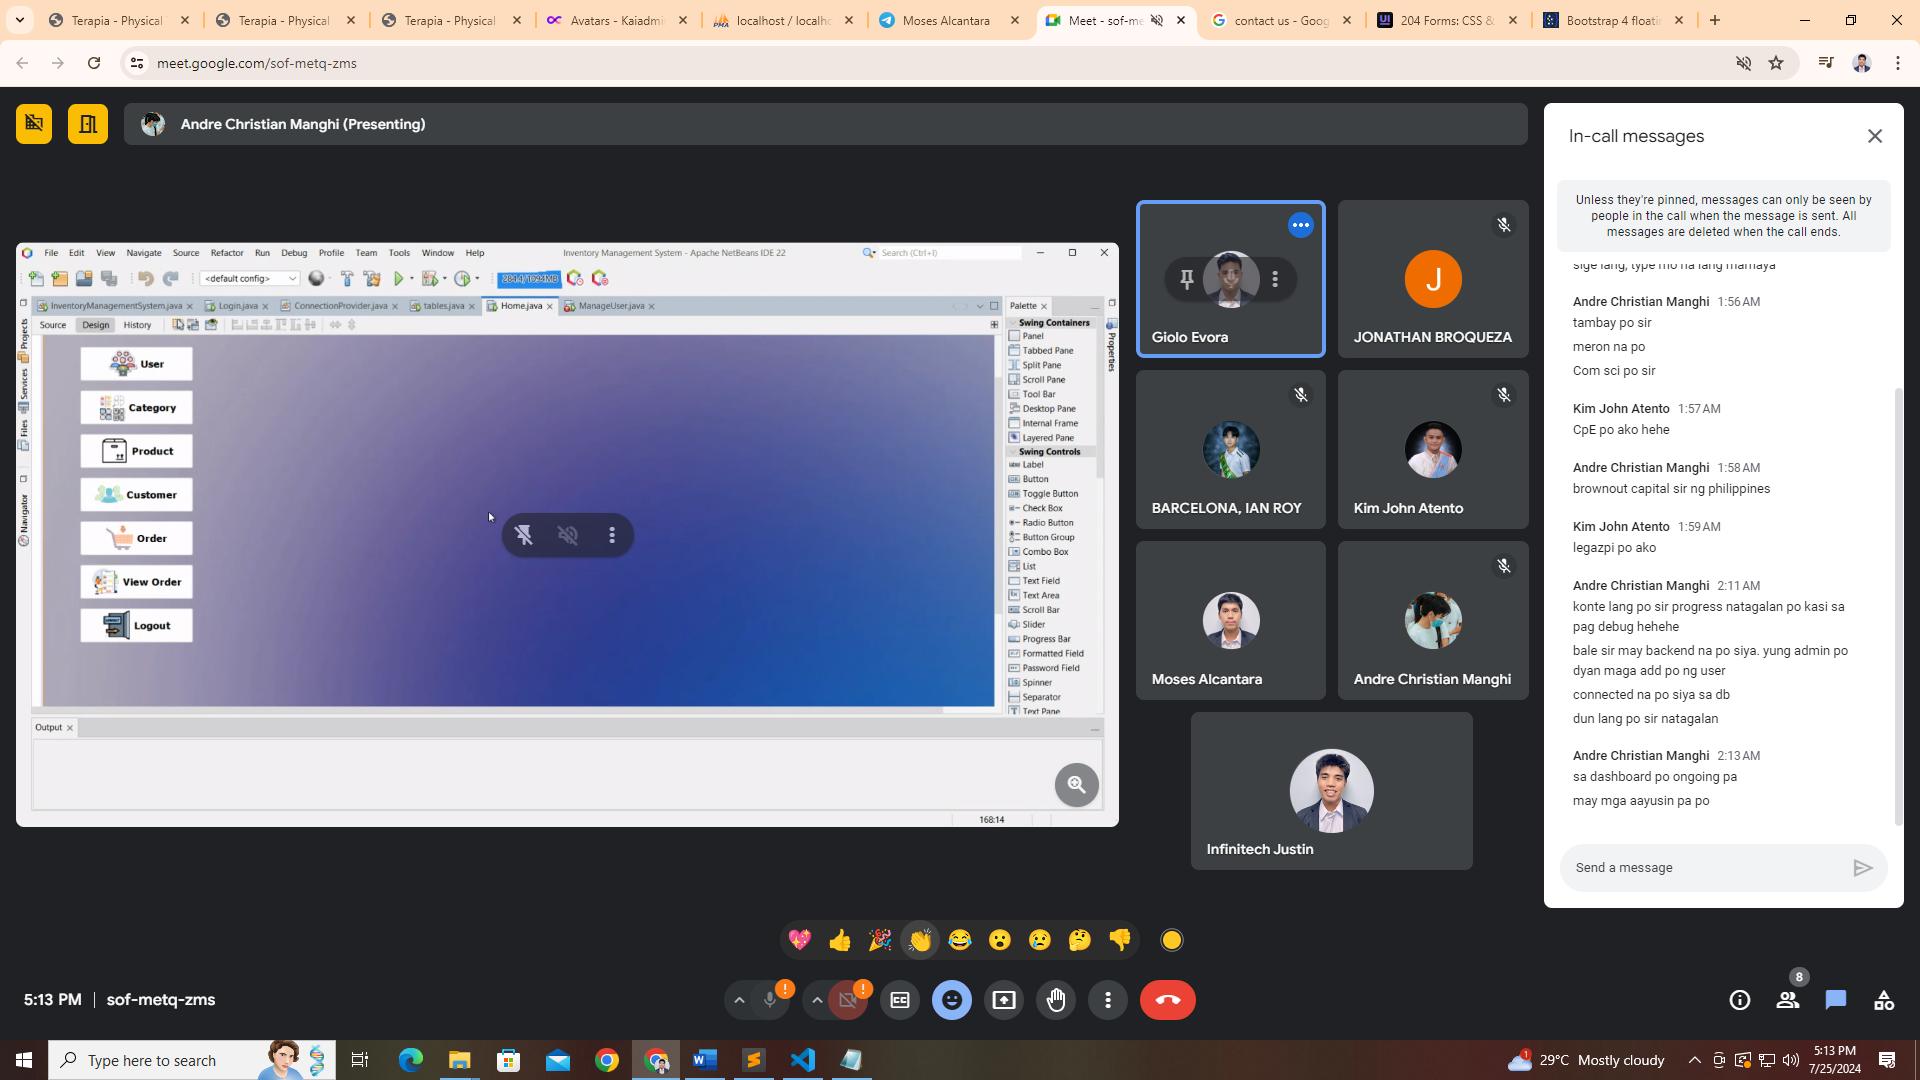 Terapia - Physical
Terapia - Physical
Terapia - Physical
Avatars - Kaiadmi
localhost / localho
Moses Alcantara
Meet - sof-me
contact us - Goog
204 Forms: CSS &
Bootstrap 4 floatin
meet.google.com/sof-metq-zms
Andre Christian Manghi (Presenting)
File Edit View Navigate Source Refactor Run Debug Profile Team Tools Window Help
Inventory Management System - Apache NetBeans IDE 22
Search (Ctrl+I)
<default config>
InventoryManagementSystem.java
Login.java
ConnectionProvider.java
tables.java
Home.java
ManageUser.java
Source Design History
Projects
Services
Files
Navigator
User
Category
Product
Customer
Order
View Order
Logout
Palette
Swing Containers
Panel
Tabbed Pane
Split Pane
Scroll Pane
Tool Bar
Desktop Pane
Internal Frame
Layered Pane
Swing Controls
Label
Button
Toggle Button
Check Box
Radio Button
Button Group
Combo Box
List
Text Field
Text Area
Scroll Bar
Slider
Progress Bar
Formatted Field
Password Field
Spinner
Separator
Text Pane
Properties
Output
168:14
Giolo Evora
J
JONATHAN BROQUEZA
BARCELONA, IAN ROY
Kim John Atento
Moses Alcantara
Andre Christian Manghi
Infinitech Justin
In-call messages
Unless they're pinned, messages can only be seen by
people in the call when the message is sent. All
messages are deleted when the call ends.
sige lang, type mo na lang mamaya
Andre Christian Manghi 1:56 AM
tambay po sir
meron na po
Com sci po sir
Kim John Atento 1:57 AM
CpE po ako hehe
Andre Christian Manghi 1:58 AM
brownout capital sir ng philippines
Kim John Atento 1:59 AM
legazpi po ako
Andre Christian Manghi 2:11 AM
konte lang po sir progress natagalan po kasi sa
pag debug hehehe
bale sir may backend na po siya. yung admin po
dyan maga add po ng user
connected na po siya sa db
dun lang po sir natagalan
Andre Christian Manghi 2:13 AM
sa dashboard po ongoing pa
may mga aayusin pa po
Send a message
5:13 PM | sof-metq-zms
8
Type here to search
29°C Mostly cloudy
5:13 PM
7/25/2024